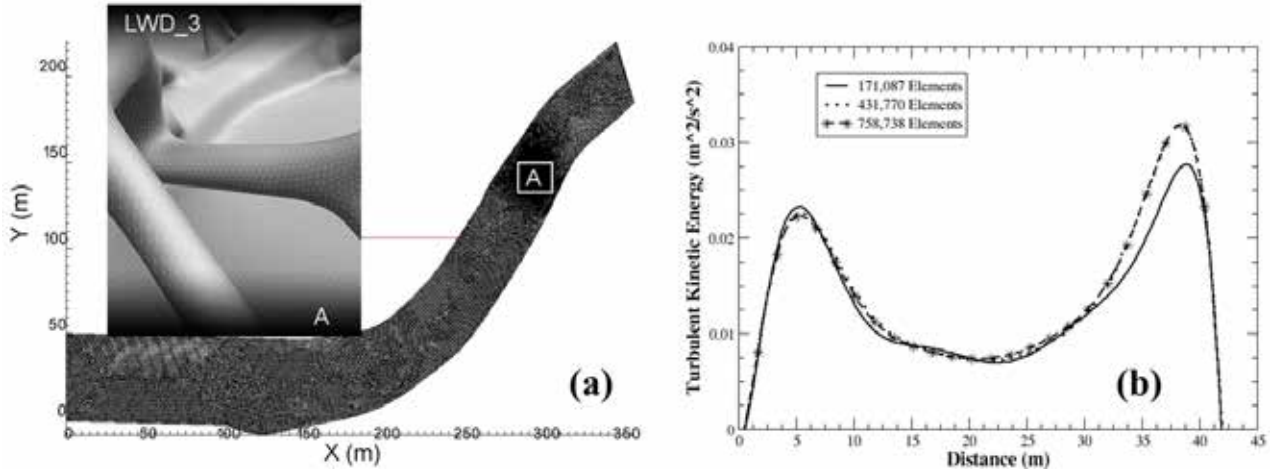 LWD_3
A
A
Y (m)
200
150
100
50
0
0 50 100 150 200 250 300 360
X (m)
(a)
Turbulent Kinetic Energy (m^2/s^2)
0.04
0.03
0.02
0.01
0
171,087 Elements
431,770 Elements
758,738 Elements
(b)
0 5 10 15 20 25 30 35 40 45
Distance (m)